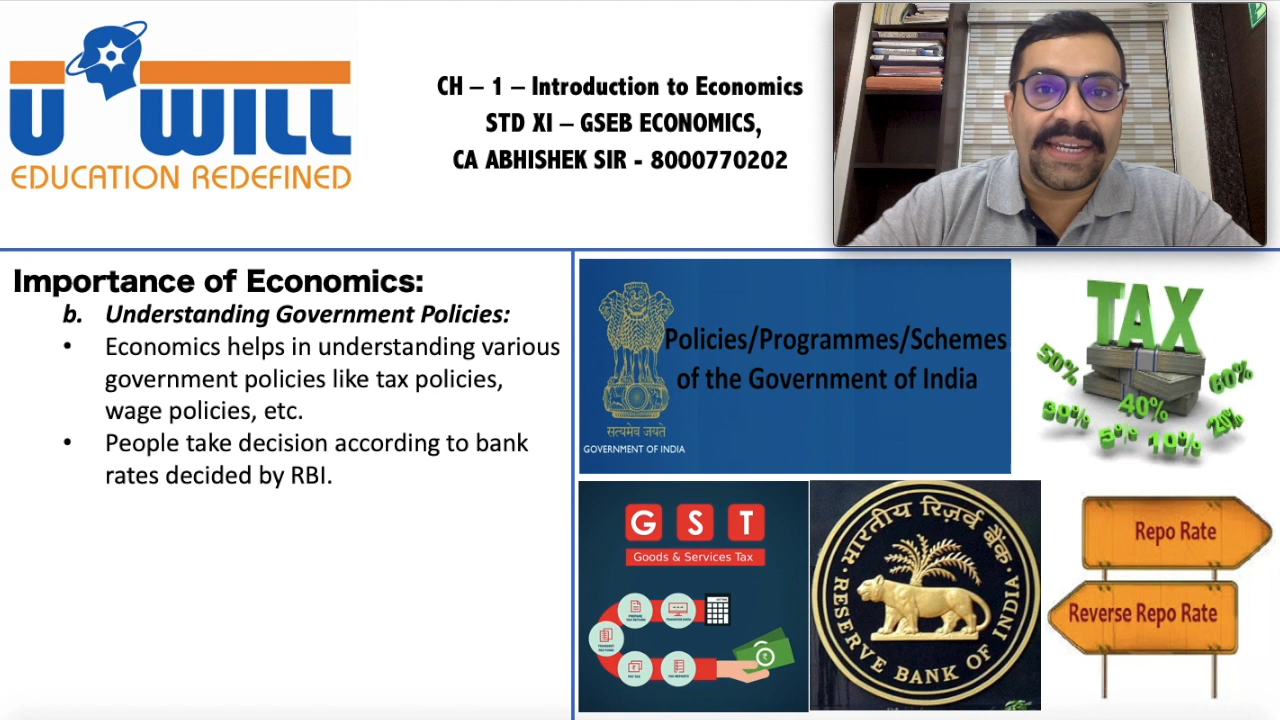 U WILL
EDUCATION REDEFINED
CH – 1 – Introduction to Economics
STD XI – GSEB ECONOMICS,
CA ABHISHEK SIR - 8000770202
Importance of Economics:
b. Understanding Government Policies:
• Economics helps in understanding various
government policies like tax policies,
wage policies, etc.
• People take decision according to bank
rates decided by RBI.
Policies/Programmes/Schemes
of the Government of India
सत्यमेव जयते
GOVERNMENT OF INDIA
TAX
50%
60%
30%
40%
20%
5%
10%
G S T
Goods & Services Tax
भारतीय रिज़र्व बैंक
RESERVE BANK OF INDIA
Repo Rate
Reverse Repo Rate